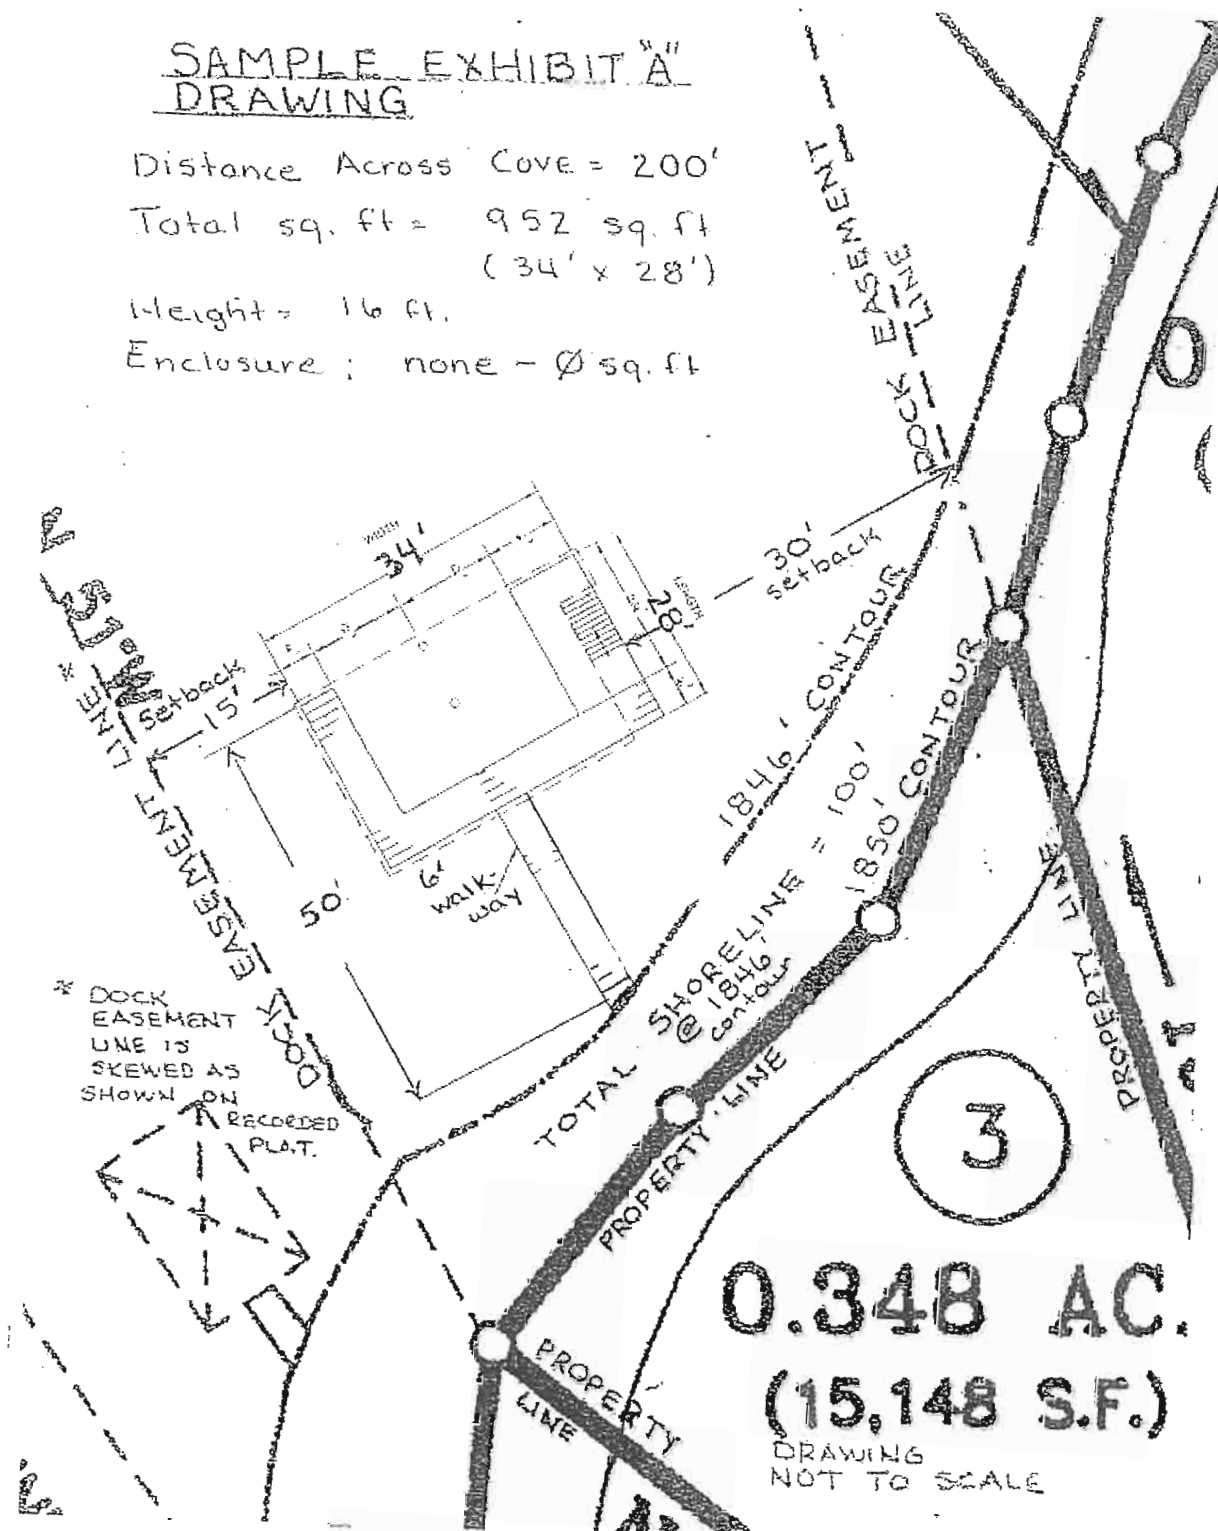 SAMPLE EXHIBIT "A"
DRAWING
Distance Across Cove = 200'
Total sq. ft = 952 sq. ft
(34' x 28')
Height = 16 ft.
Enclosure ; none - Ø sq. ft
DOCK EASEMENT
LINE
WIDTH
34'
LENGTH
28'
30'
setback
Setback
15'
* DOCK EASEMENT LINE
50'
6'
walk-
way
1846' CONTOUR
1850' CONTOUR
TOTAL SHORELINE = 100'
@ 1846'
contour
PROPERTY LINE
PROPERTY LINE
PROPERTY
LINE
* DOCK
EASEMENT
LINE IS
SKEWED AS
SHOWN ON
RECORDED
PLAT.
3
0.348 AC.
(15,148 S.F.)
DRAWING
NOT TO SCALE